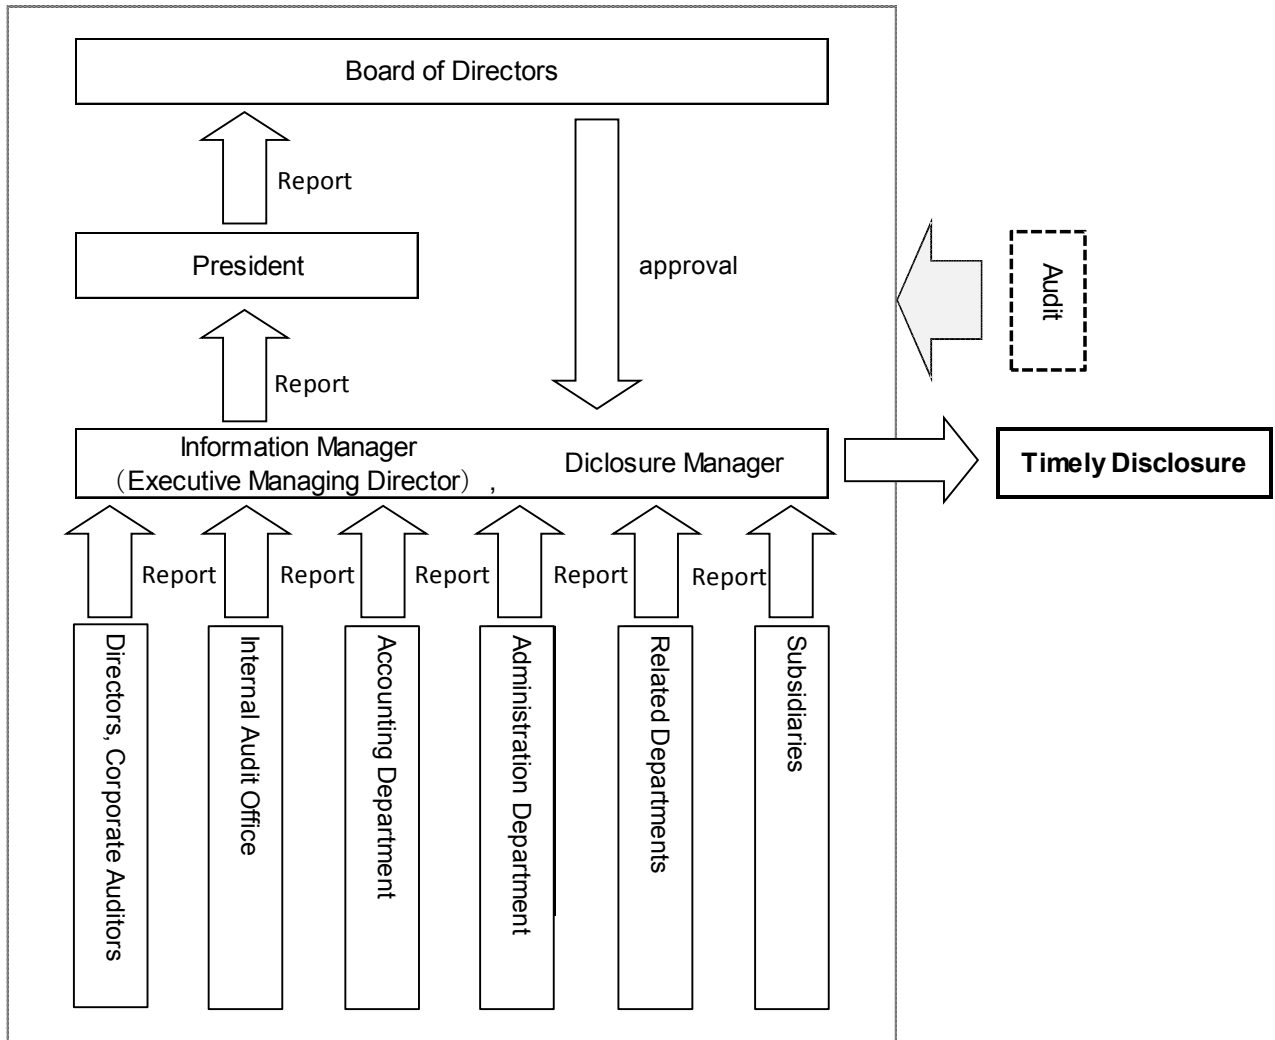 Board of Directors
Report
President
approval
Audit
Report
Information Manager
（Executive Managing Director）,
Diclosure Manager
Timely Disclosure
Report
Report
Report
Report
Report
Directors, Corporate Auditors
Internal Audit Office
Accounting Department
Administration Department
Related Departments
Subsidiaries